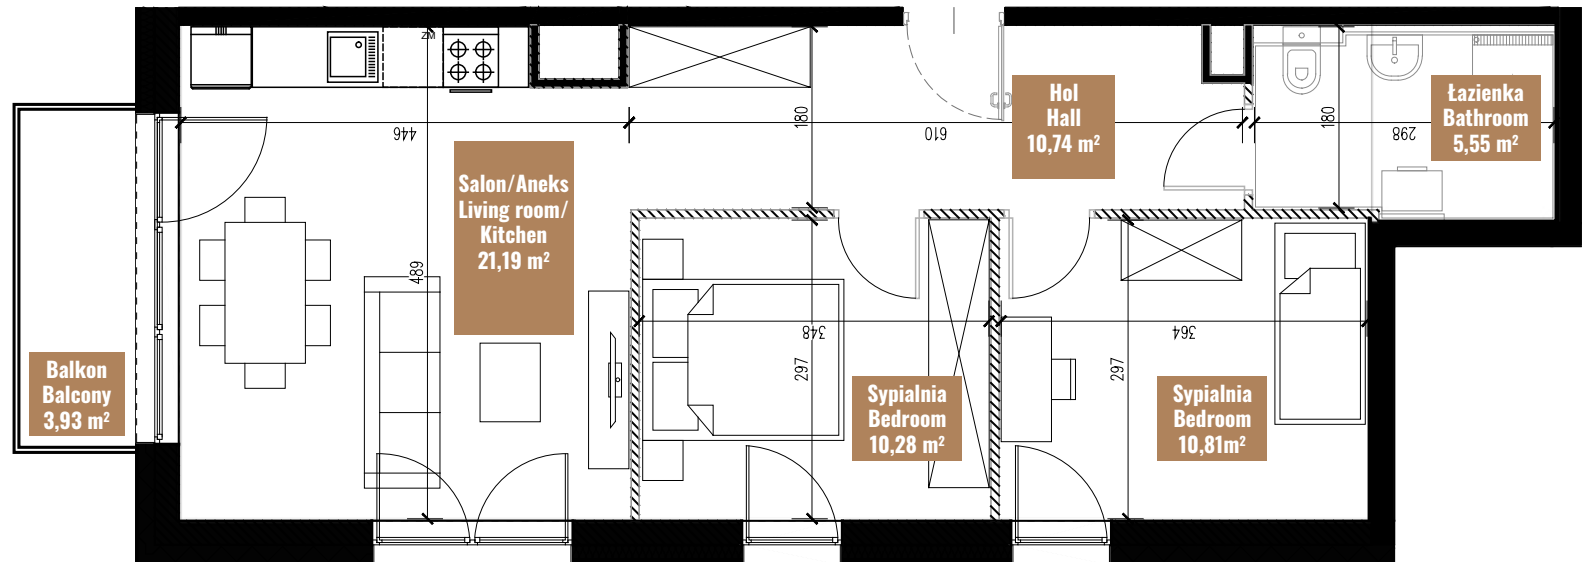 ZM
Hol
Hall
10,74 m²
Łazienka
Bathroom
5,55 m²
180
180
446
610
298
Salon/Aneks
Living room/
Kitchen
21,19 m²
489
348
364
297
297
Balkon
Balcony
3,93 m²
Sypialnia
Bedroom
10,28 m²
Sypialnia
Bedroom
10,81m²